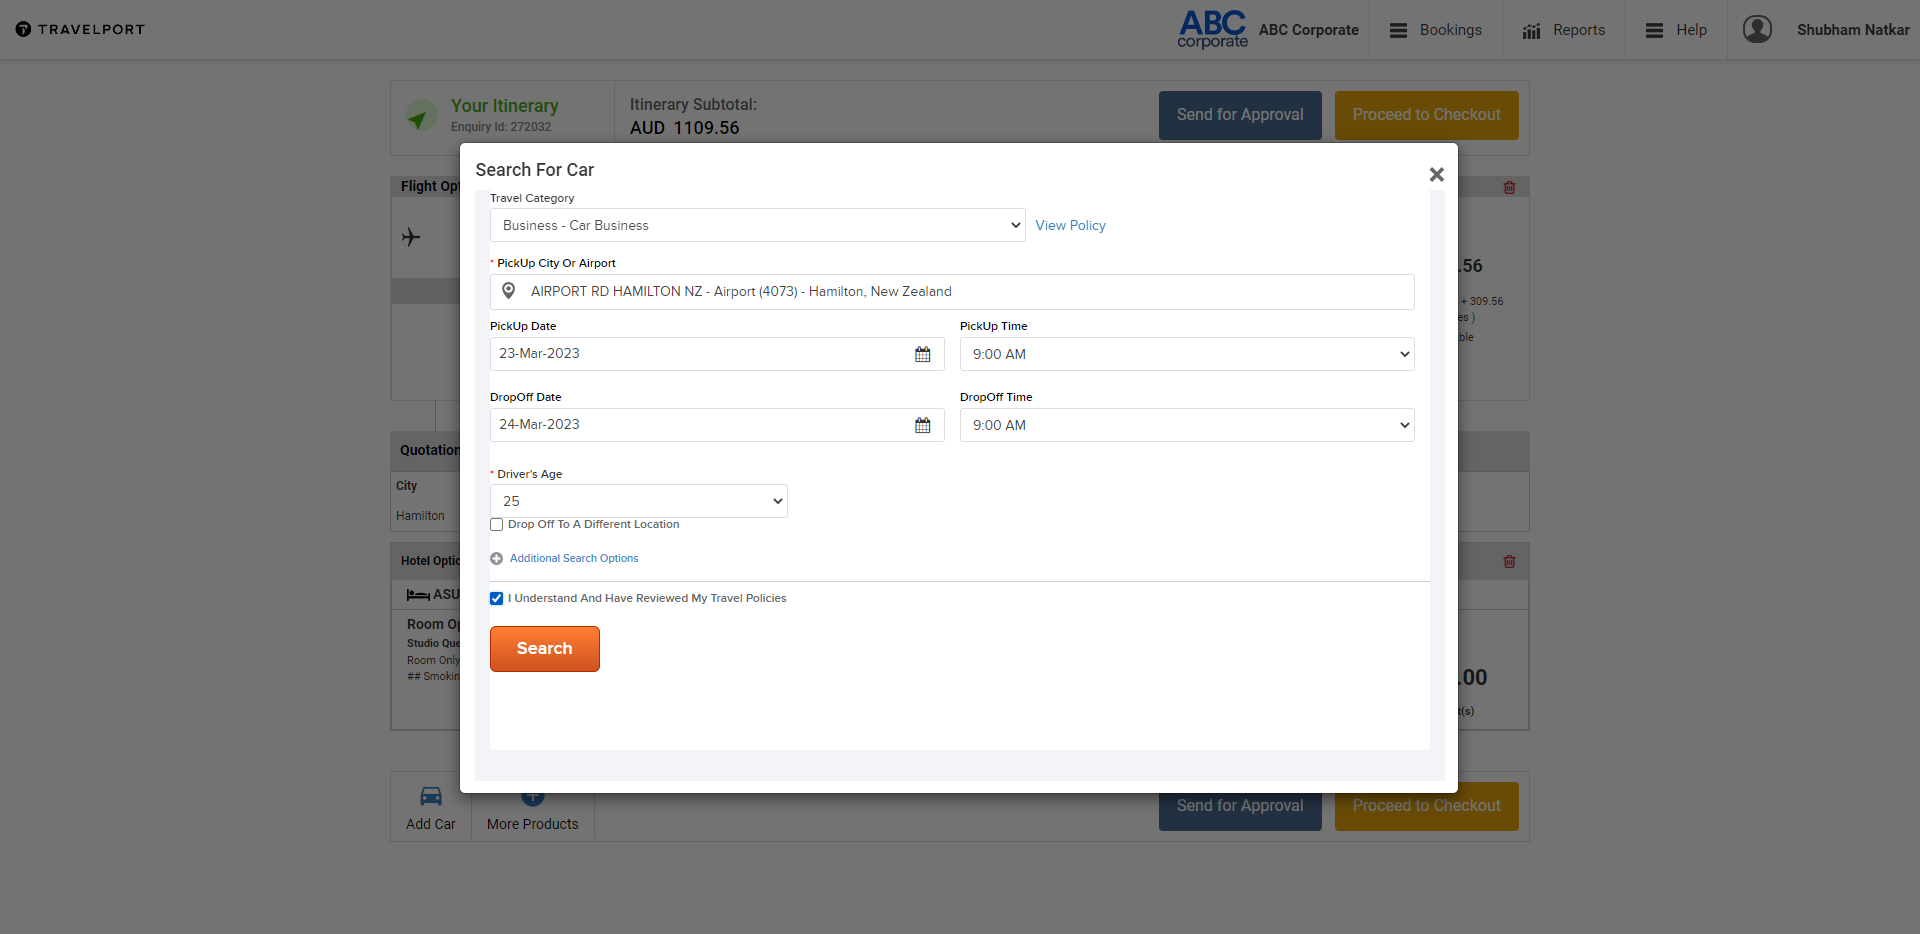 TRAVELPORT
ABC
corporate
ABC Corporate
Bookings
Reports
Help
Shubham Natkar
Your Itinerary
Enquiry Id: 272032
Itinerary Subtotal:
AUD 1109.56
Send for Approval
Proceed to Checkout
Flight Opt
.56
+ 309.56
es )
ble
Search For Car
Travel Category
Business - Car Business
View Policy
* PickUp City Or Airport
AIRPORT RD HAMILTON NZ - Airport (4073) - Hamilton, New Zealand
PickUp Date
PickUp Time
23-Mar-2023
9:00 AM
DropOff Date
DropOff Time
24-Mar-2023
9:00 AM
* Driver's Age
25
Drop Off To A Different Location
Additional Search Options
I Understand And Have Reviewed My Travel Policies
Search
Quotation
City
Hamilton
Hotel Optio
ASU
Room Op
Studio Que
Room Only
## Smokin
.00
t(s)
Add Car
More Products
Send for Approval
Proceed to Checkout